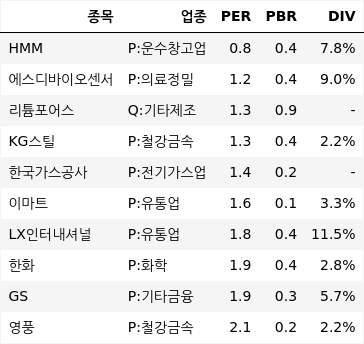 종목 업종 PER PBR DIV
HMM P:운수창고업 0.8 0.4 7.8%
에스디바이오센서 P:의료정밀 1.2 0.4 9.0%
리튬포어스 Q:기타제조 1.3 0.9 -
KG스틸 P:철강금속 1.3 0.4 2.2%
한국가스공사 P:전기가스업 1.4 0.2 -
이마트 P:유통업 1.6 0.1 3.3%
LX인터내셔널 P:유통업 1.8 0.4 11.5%
한화 P:화학 1.9 0.4 2.8%
GS P:기타금융 1.9 0.3 5.7%
영풍 P:철강금속 2.1 0.2 2.2%